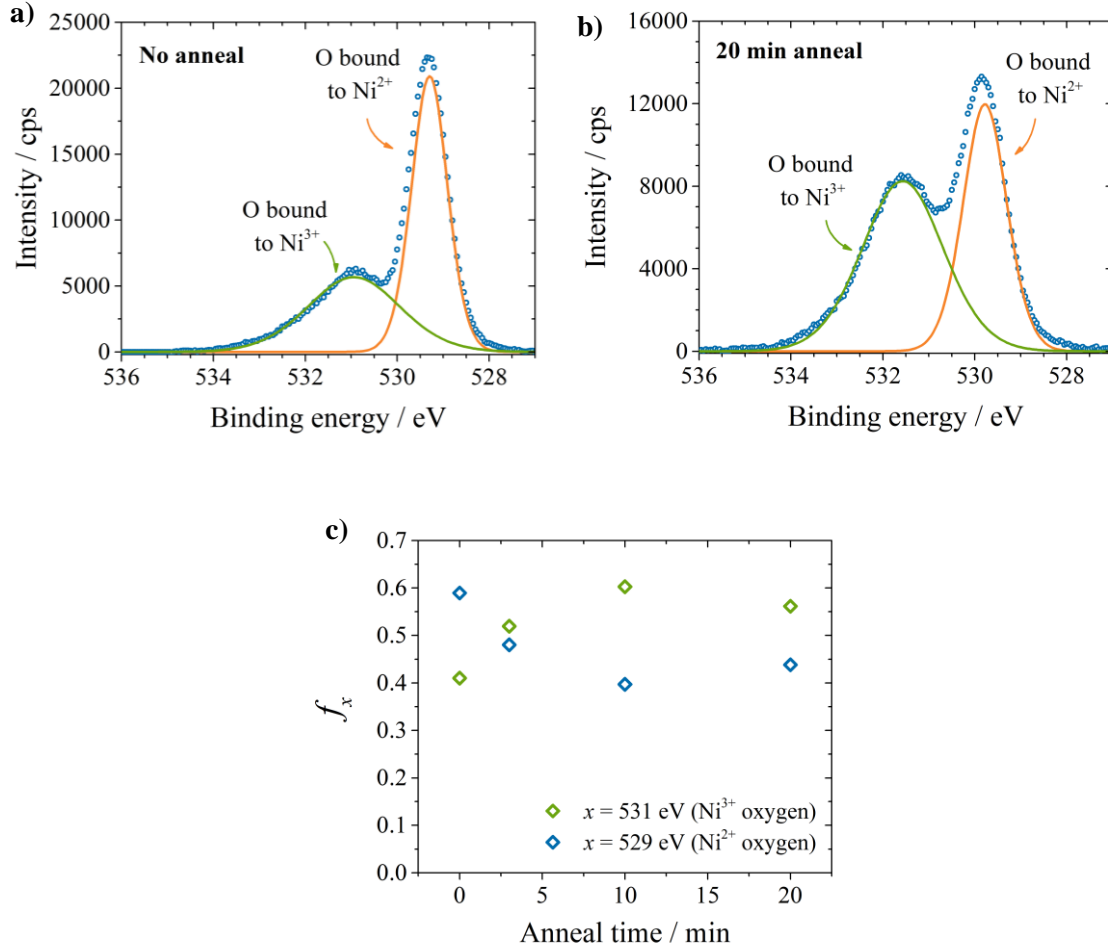 a)
No anneal
O bound
to Ni²⁺
O bound
to Ni³⁺
25000
20000
15000
10000
5000
0
Intensity / cps
536 534 532 530 528
Binding energy / eV
b)
20 min anneal
O bound
to Ni²⁺
O bound
to Ni³⁺
16000
12000
8000
4000
0
Intensity / cps
536 534 532 530 528
Binding energy / eV
c)
0.7
0.6
0.5
0.4
0.3
0.2
0.1
0.0
fₓ
x = 531 eV (Ni³⁺ oxygen)
x = 529 eV (Ni²⁺ oxygen)
0 5 10 15 20
Anneal time / min